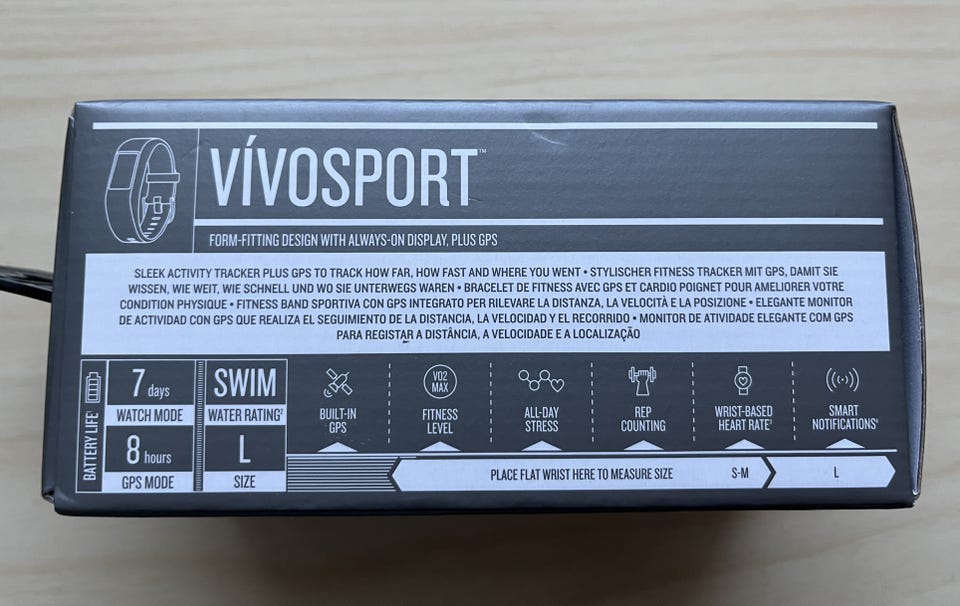 VÍVOSPORT™
FORM-FITTING DESIGN WITH ALWAYS-ON DISPLAY, PLUS GPS
SLEEK ACTIVITY TRACKER PLUS GPS TO TRACK HOW FAR, HOW FAST AND WHERE YOU WENT • STYLISCHER FITNESS TRACKER MIT GPS, DAMIT SIE
WISSEN, WIE WEIT, WIE SCHNELL UND WO SIE UNTERWEGS WAREN • BRACELET DE FITNESS AVEC GPS ET CARDIO POIGNET POUR AMELIORER VOTRE
CONDITION PHYSIQUE • FITNESS BAND SPORTIVA CON GPS INTEGRATO PER RILEVARE LA DISTANZA, LA VELOCITÀ E LA POSIZIONE • ELEGANTE MONITOR
DE ACTIVIDAD CON GPS QUE REALIZA EL SEGUIMIENTO DE LA DISTANCIA, LA VELOCIDAD Y EL RECORRIDO • MONITOR DE ATIVIDADE ELEGANTE COM GPS
PARA REGISTAR A DISTÂNCIA, A VELOCIDADE E A LOCALIZAÇÃO
BATTERY LIFE¹
7 days
WATCH MODE
8 hours
GPS MODE
SWIM
WATER RATING²
L
SIZE
BUILT-IN
GPS
VO2
MAX
FITNESS
LEVEL
ALL-DAY
STRESS
REP
COUNTING
WRIST-BASED
HEART RATE³
SMART
NOTIFICATIONS⁴
PLACE FLAT WRIST HERE TO MEASURE SIZE
S-M
L